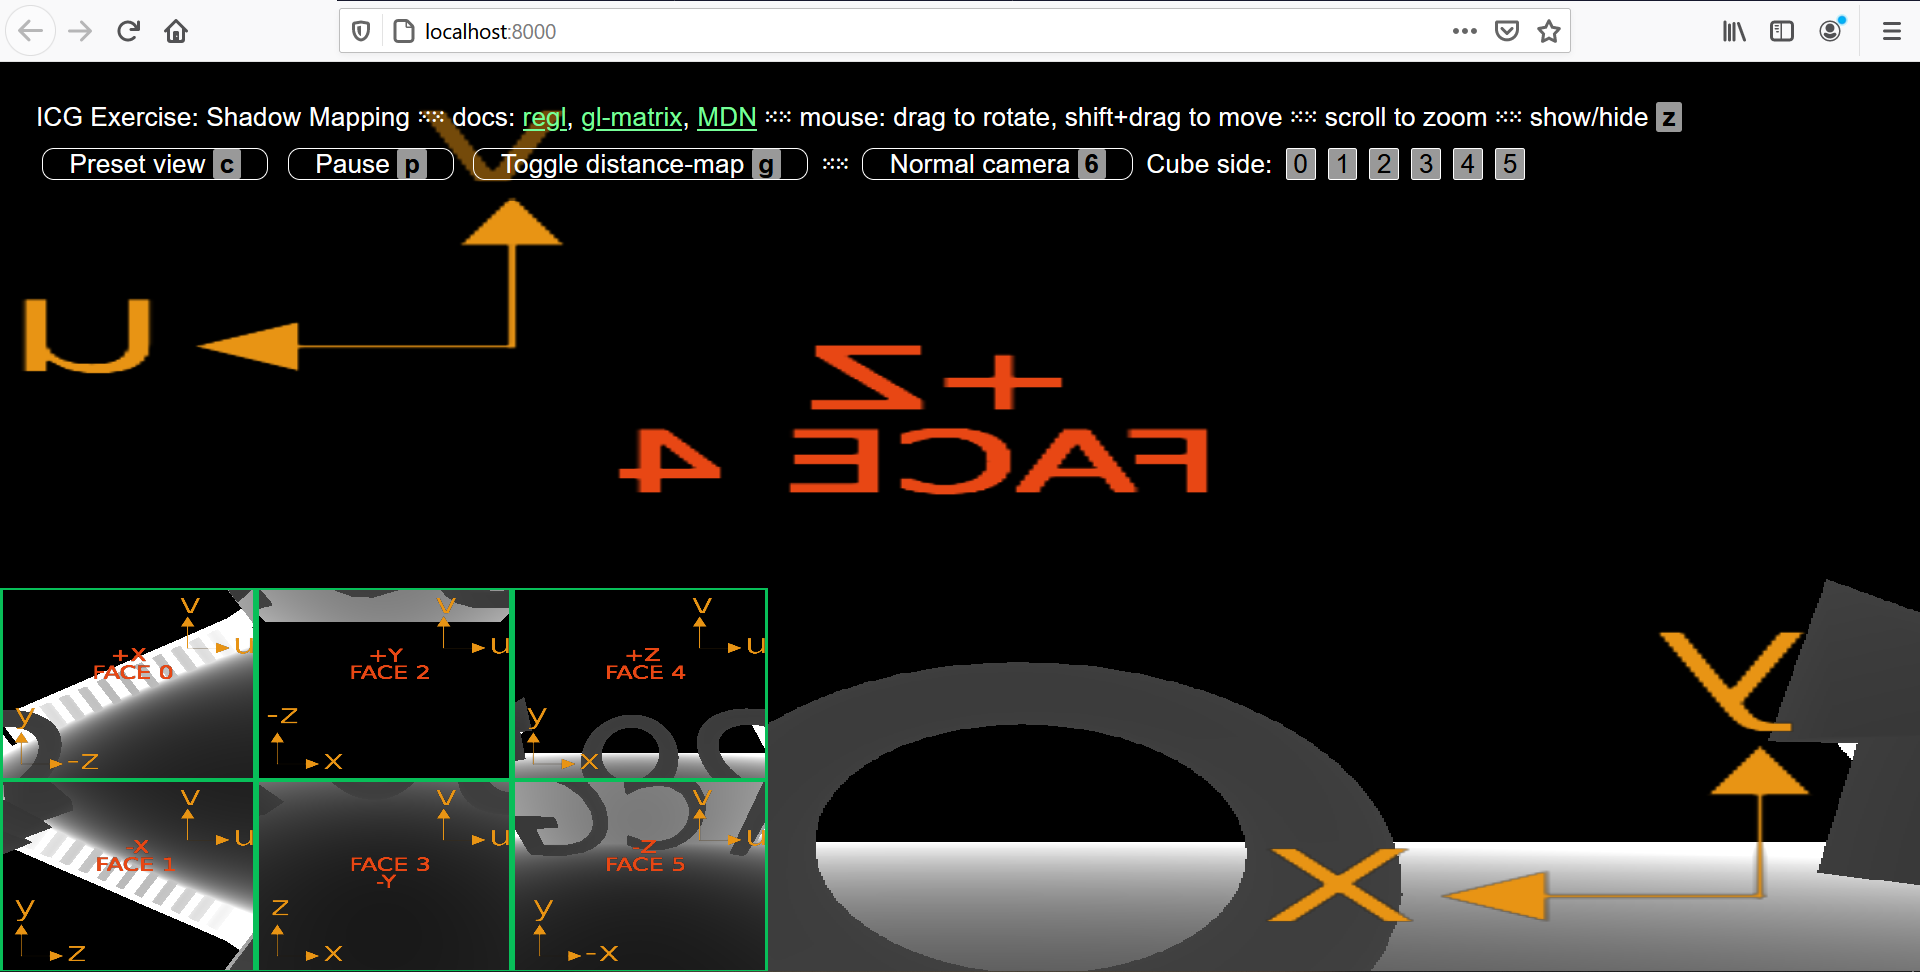 localhost:8000
ICG Exercise: Shadow Mapping ⁙⁙ docs: regl, gl-matrix, MDN ⁙⁙ mouse: drag to rotate, shift+drag to move ⁙⁙ scroll to zoom ⁙⁙ show/hide z
Preset view c Pause p Toggle distance-map g ⁙⁙ Normal camera 6 Cube side: 0 1 2 3 4 5
v
u
+Z
FACE 4
y
x
v
u
+X
FACE 0
y
-z
v
u
+Y
FACE 2
-z
x
v
u
+Z
FACE 4
y
x
v
u
-X
FACE 1
y
z
v
u
FACE 3
-Y
z
x
v
u
-Z
FACE 5
y
-x